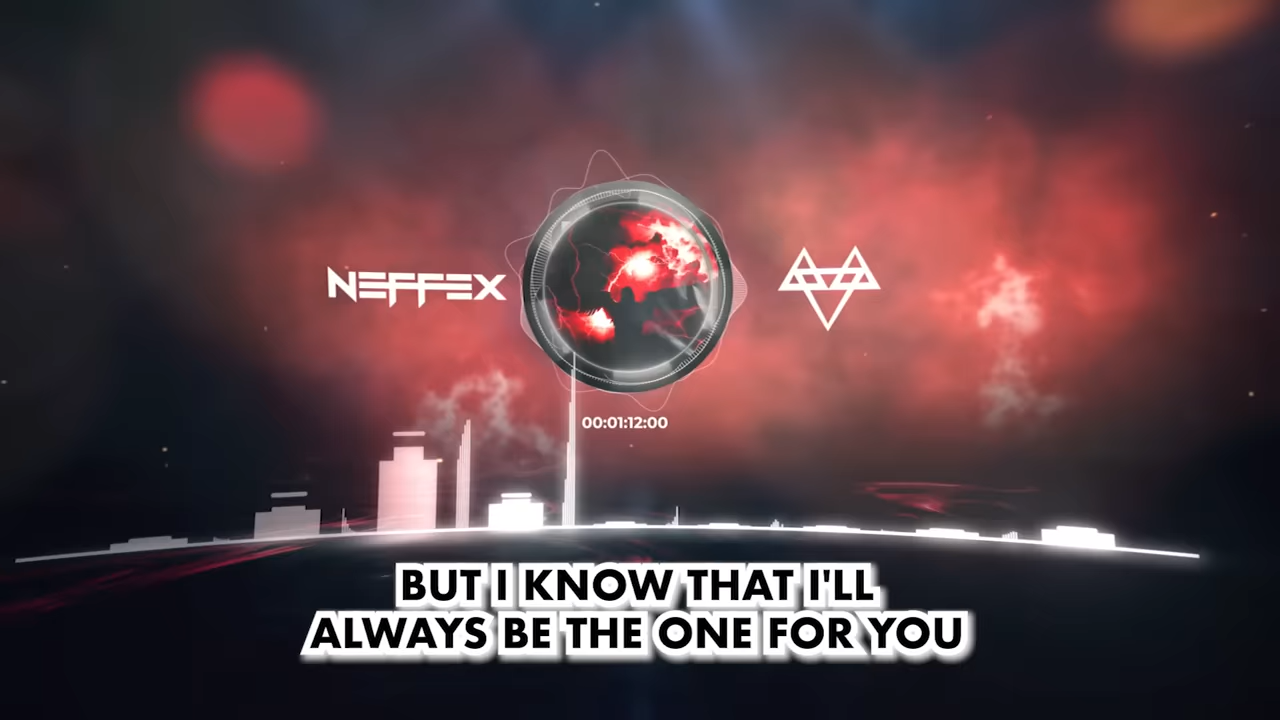 NEFFEX
00:01:12:00
BUT I KNOW THAT I'LL
ALWAYS BE THE ONE FOR YOU